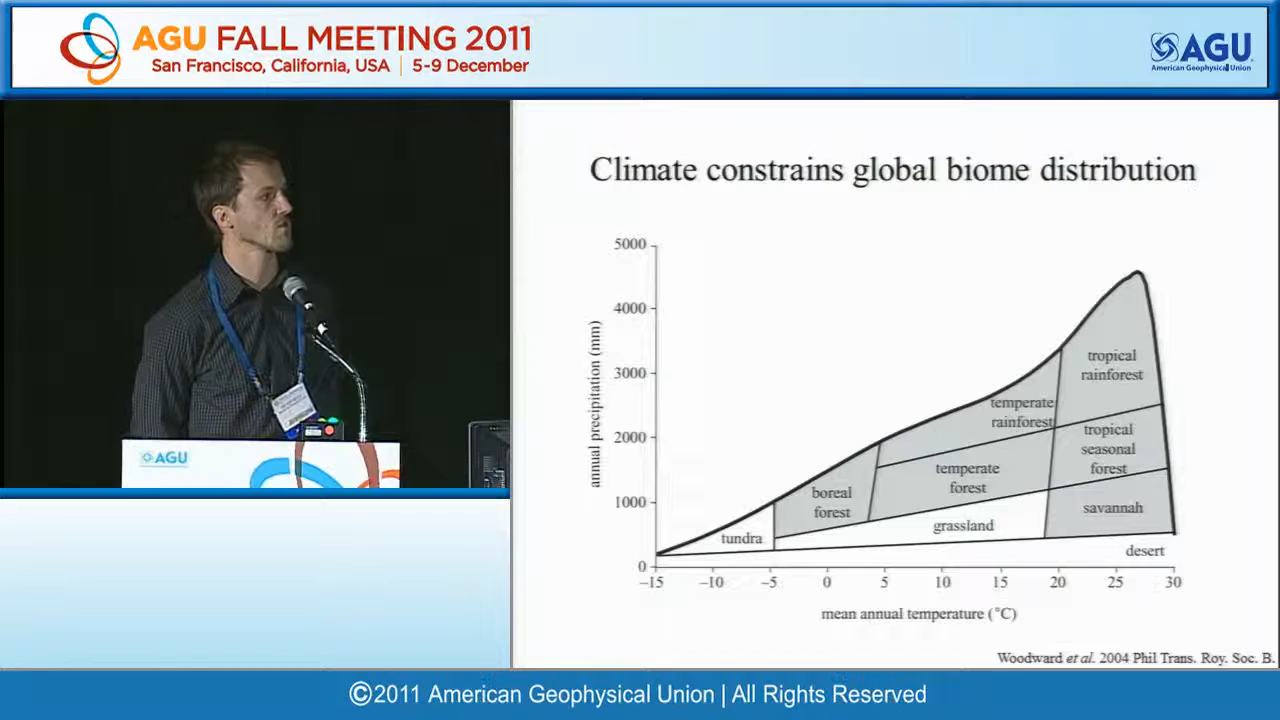 AGU FALL MEETING 2011
San Francisco, California, USA | 5-9 December
AGU
American Geophysical Union
AGU
Climate constrains global biome distribution
annual precipitation (mm)
5000
4000
3000
2000
1000
0
tropical
rainforest
temperate
rainforest
tropical
seasonal
forest
temperate
forest
boreal
forest
savannah
grassland
tundra
desert
−15 −10 −5 0 5 10 15 20 25 30
mean annual temperature (°C)
Woodward et al. 2004 Phil Trans. Roy. Soc. B.
©2011 American Geophysical Union | All Rights Reserved